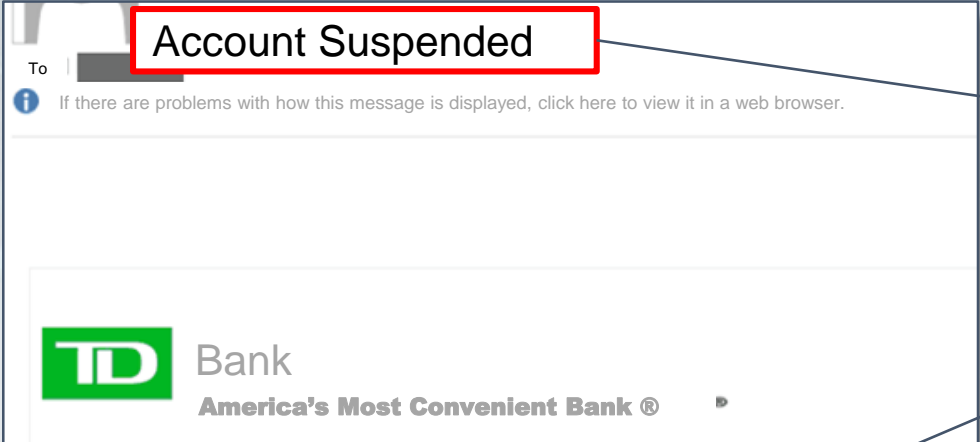 Account Suspended
To
If there are problems with how this message is displayed, click here to view it in a web browser.
TD Bank
America's Most Convenient Bank ®